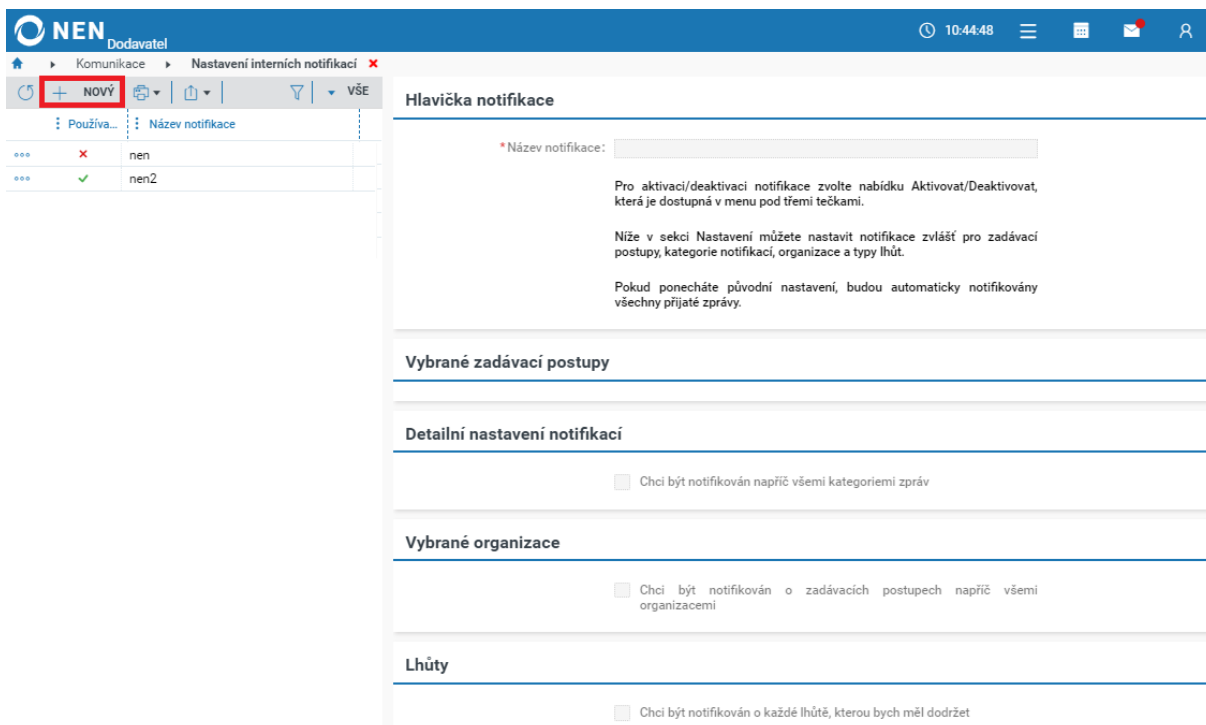 NEN Dodavatel
10:44:48
Komunikace Nastavení interních notifikací
NOVÝ
VŠE
Používa... Název notifikace
nen
nen2
Hlavička notifikace
*Název notifikace:
Pro aktivaci/deaktivaci notifikace zvolte nabídku Aktivovat/Deaktivovat,
která je dostupná v menu pod třemi tečkami.
Níže v sekci Nastavení můžete nastavit notifikace zvlášť pro zadávací
postupy, kategorie notifikací, organizace a typy lhůt.
Pokud ponecháte původní nastavení, budou automaticky notifikovány
všechny přijaté zprávy.
Vybrané zadávací postupy
Detailní nastavení notifikací
Chci být notifikován napříč všemi kategoriemi zpráv
Vybrané organizace
Chci být notifikován o zadávacích postupech napříč všemi
organizacemi
Lhůty
Chci být notifikován o každé lhůtě, kterou bych měl dodržet